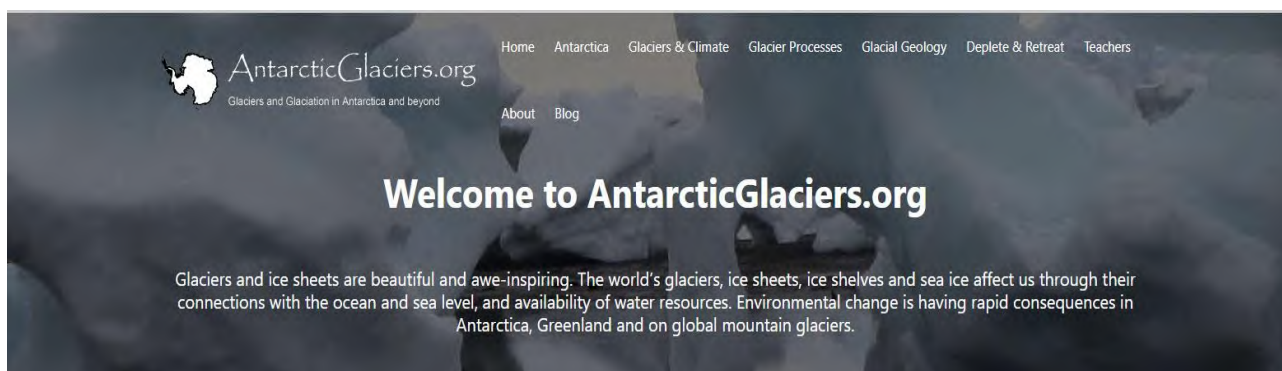 AntarcticGlaciers.org
Glaciers and Glaciation in Antarctica and beyond
Home Antarctica Glaciers & Climate Glacier Processes Glacial Geology Deplete & Retreat Teachers
About Blog
Welcome to AntarcticGlaciers.org
Glaciers and ice sheets are beautiful and awe-inspiring. The world's glaciers, ice sheets, ice shelves and sea ice affect us through their
connections with the ocean and sea level, and availability of water resources. Environmental change is having rapid consequences in
Antarctica, Greenland and on global mountain glaciers.